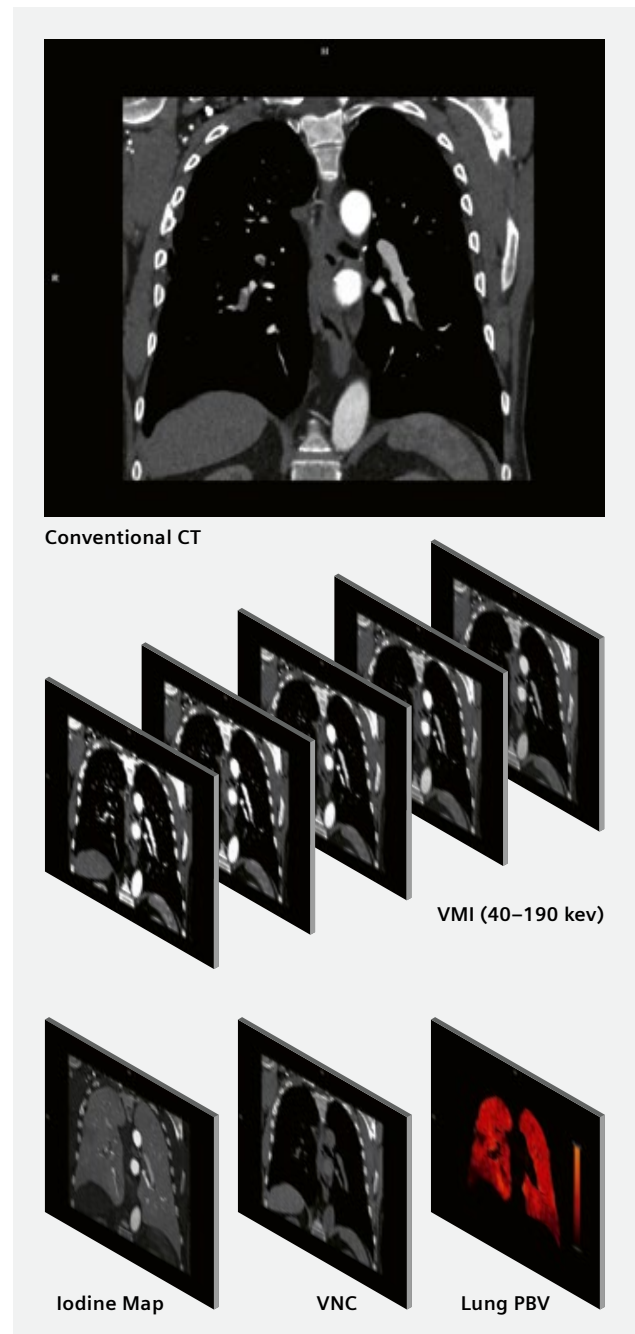 H
R
Conventional CT
VMI (40–190 kev)
Iodine Map
VNC
Lung PBV